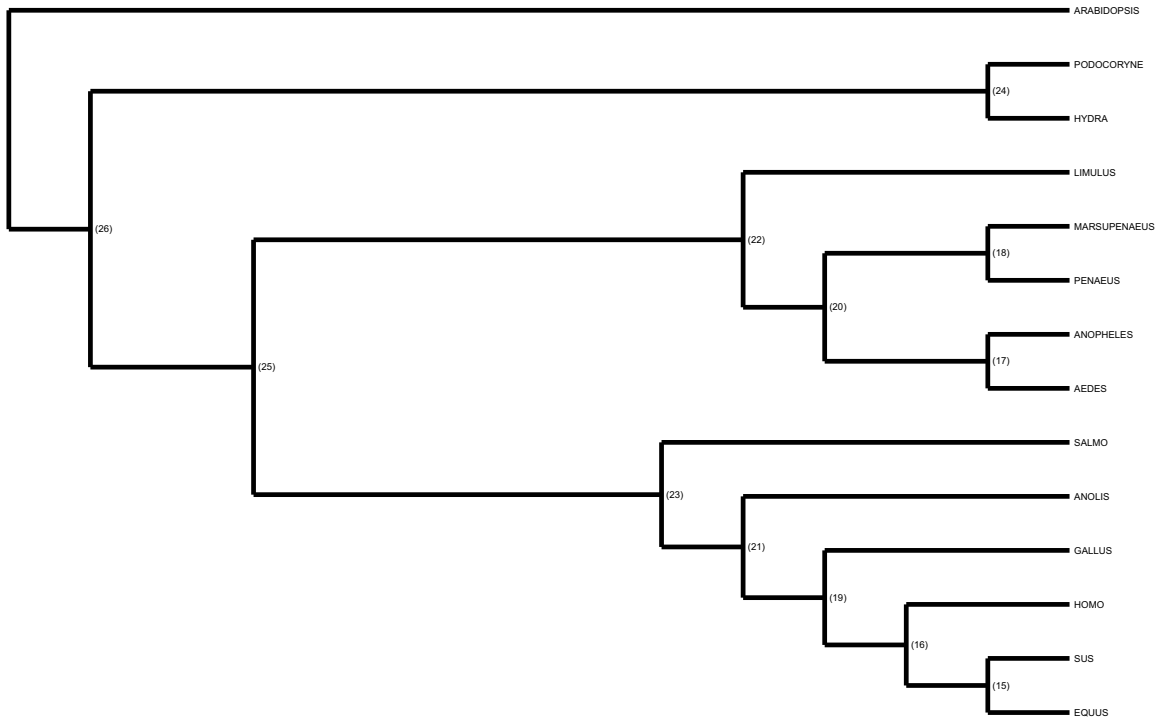 ARABIDOPSIS
PODOCORYNE
(24)
HYDRA
LIMULUS
MARSUPENAEUS
(26)
(22)
(18)
PENAEUS
(20)
ANOPHELES
(25)
(17)
AEDES
SALMO
(23)
ANOLIS
(21)
GALLUS
(19)
HOMO
(16)
SUS
(15)
EQUUS